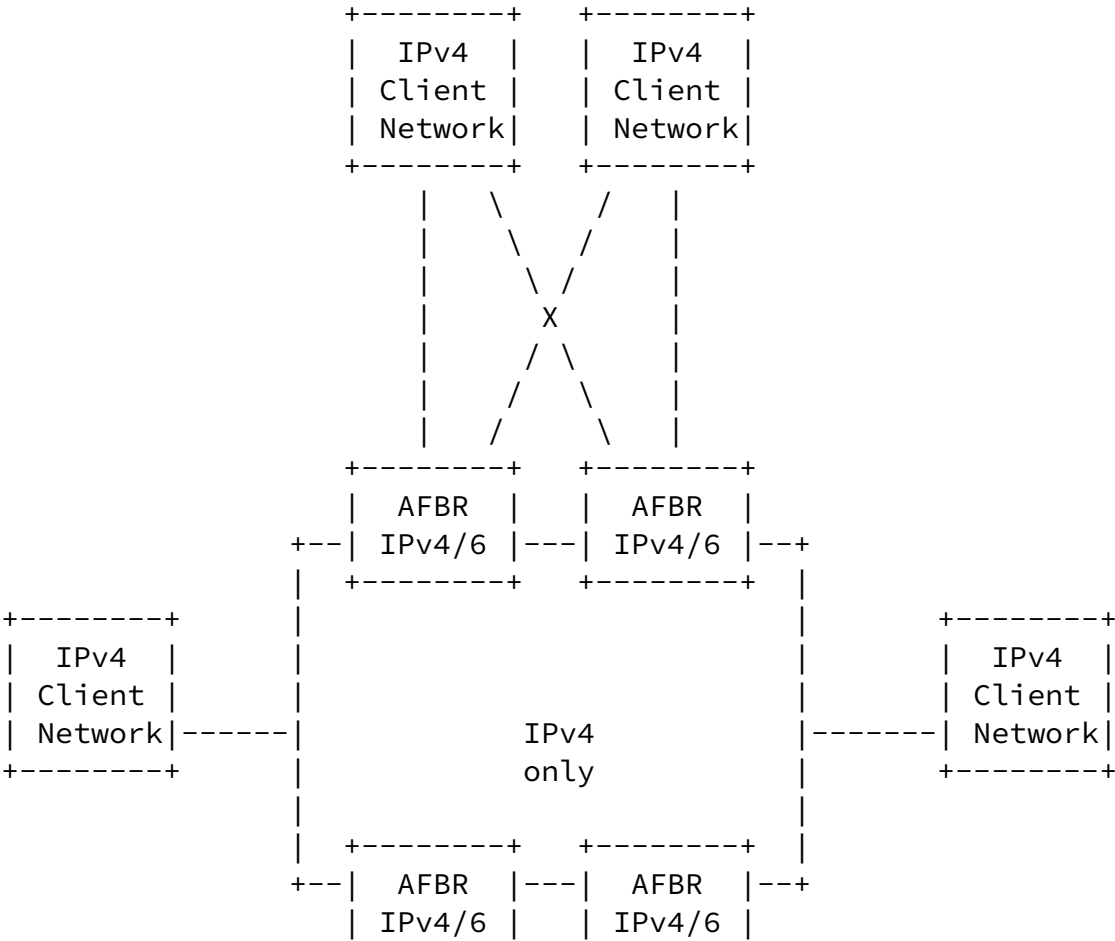 +--------+   +--------+
|  IPv4  |   |  IPv4  |
| Client |   | Client |
| Network|   | Network|
+--------+   +--------+
|   \     /   |
|    \   /    |
|     \ /     |
|      X      |
|     / \     |
|    /   \    |
|   /     \   |
+--------+   +--------+
|  AFBR  |   |  AFBR  |
+--| IPv4/6 |---| IPv4/6 |--+
|  +--------+   +--------+  |
+--------+      |                           |       +--------+
|  IPv4  |      |                           |       |  IPv4  |
| Client |      |                           |       | Client |
| Network|------|            IPv4           |-------| Network|
+--------+      |            only           |       +--------+
|                           |
|  +--------+   +--------+  |
+--|  AFBR  |---|  AFBR  |--+
| IPv4/6 |   | IPv4/6 |